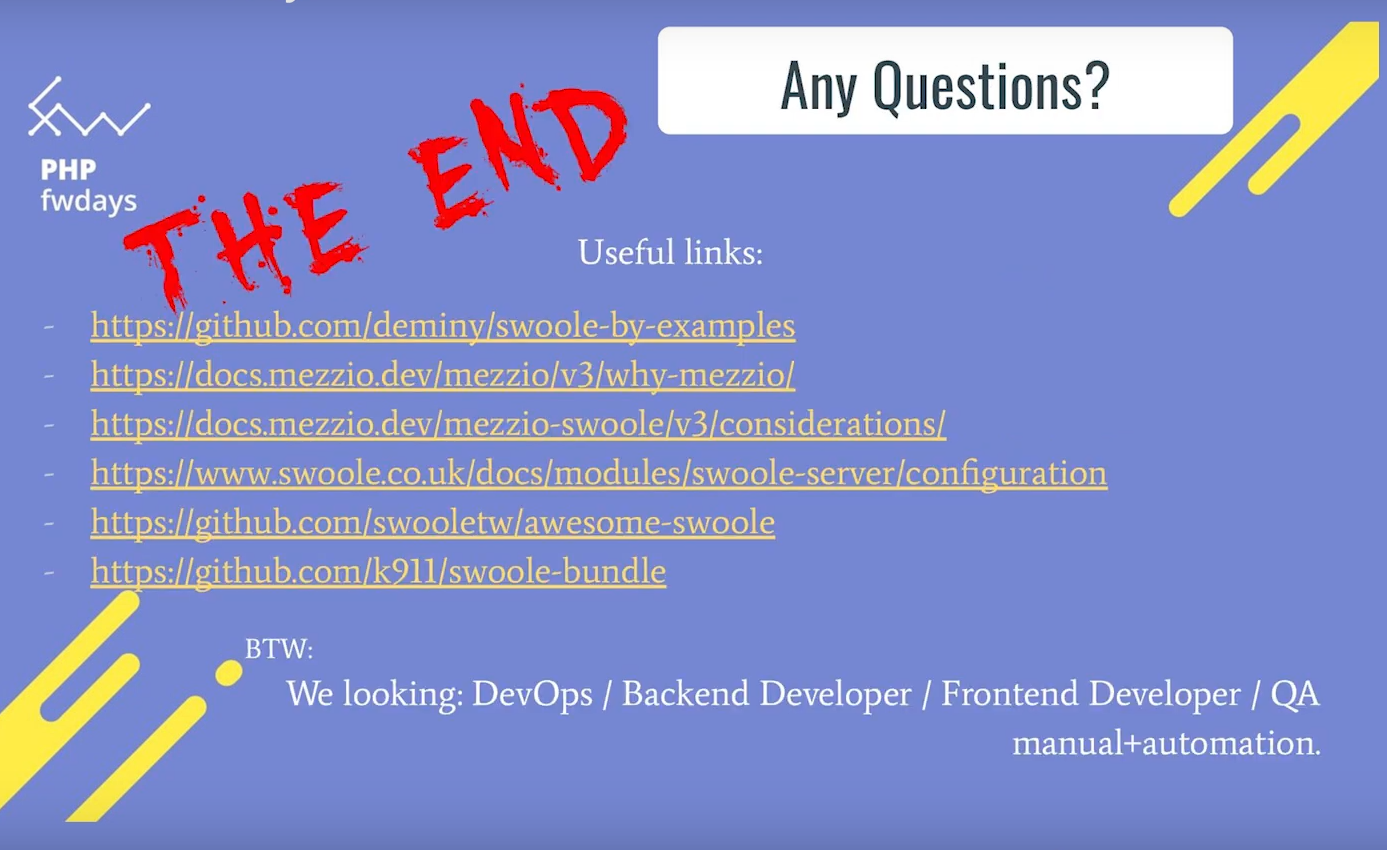 Any Questions?
PHP
fwdays
THE END
Useful links:
- https://github.com/deminy/swoole-by-examples
- https://docs.mezzio.dev/mezzio/v3/why-mezzio/
- https://docs.mezzio.dev/mezzio-swoole/v3/considerations/
- https://www.swoole.co.uk/docs/modules/swoole-server/configuration
- https://github.com/swooletw/awesome-swoole
- https://github.com/k911/swoole-bundle
BTW:
We looking: DevOps / Backend Developer / Frontend Developer / QA
manual+automation.